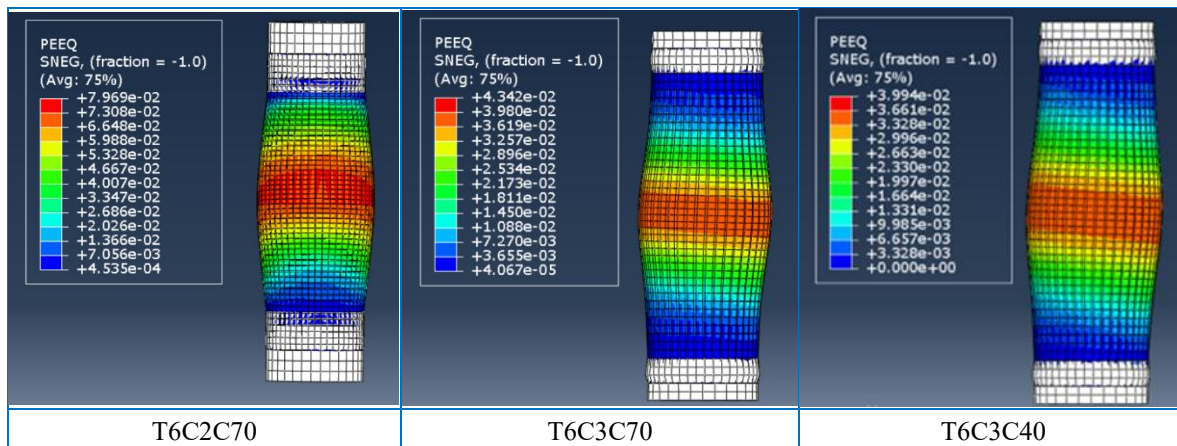 PEEQ
SNEG, (fraction = -1.0)
(Avg: 75%)
+7.969e-02
+7.308e-02
+6.648e-02
+5.988e-02
+5.328e-02
+4.667e-02
+4.007e-02
+3.347e-02
+2.686e-02
+2.026e-02
+1.366e-02
+7.056e-03
+4.535e-04
PEEQ
SNEG, (fraction = -1.0)
(Avg: 75%)
+4.342e-02
+3.980e-02
+3.619e-02
+3.257e-02
+2.896e-02
+2.534e-02
+2.173e-02
+1.811e-02
+1.450e-02
+1.088e-02
+7.270e-03
+3.655e-03
+4.067e-05
PEEQ
SNEG, (fraction = -1.0)
(Avg: 75%)
+3.994e-02
+3.661e-02
+3.328e-02
+2.996e-02
+2.663e-02
+2.330e-02
+1.997e-02
+1.664e-02
+1.331e-02
+9.985e-03
+6.657e-03
+3.328e-03
+0.000e+00
T6C2C70
T6C3C70
T6C3C40